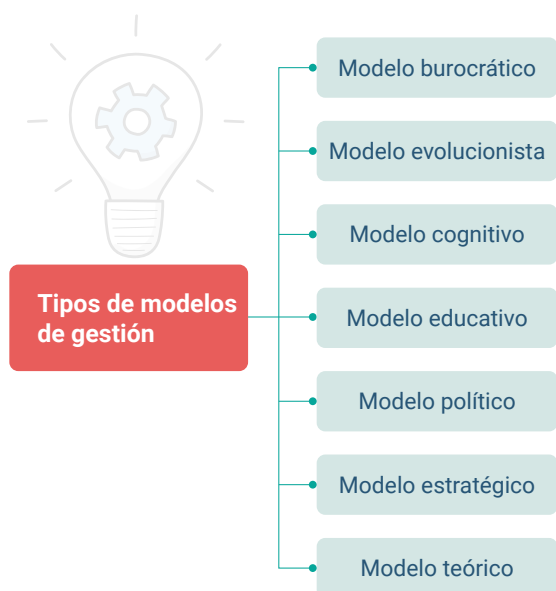 Modelo burocrático
Modelo evolucionista
Modelo cognitivo
Tipos de modelos
de gestión
Modelo educativo
Modelo político
Modelo estratégico
Modelo teórico